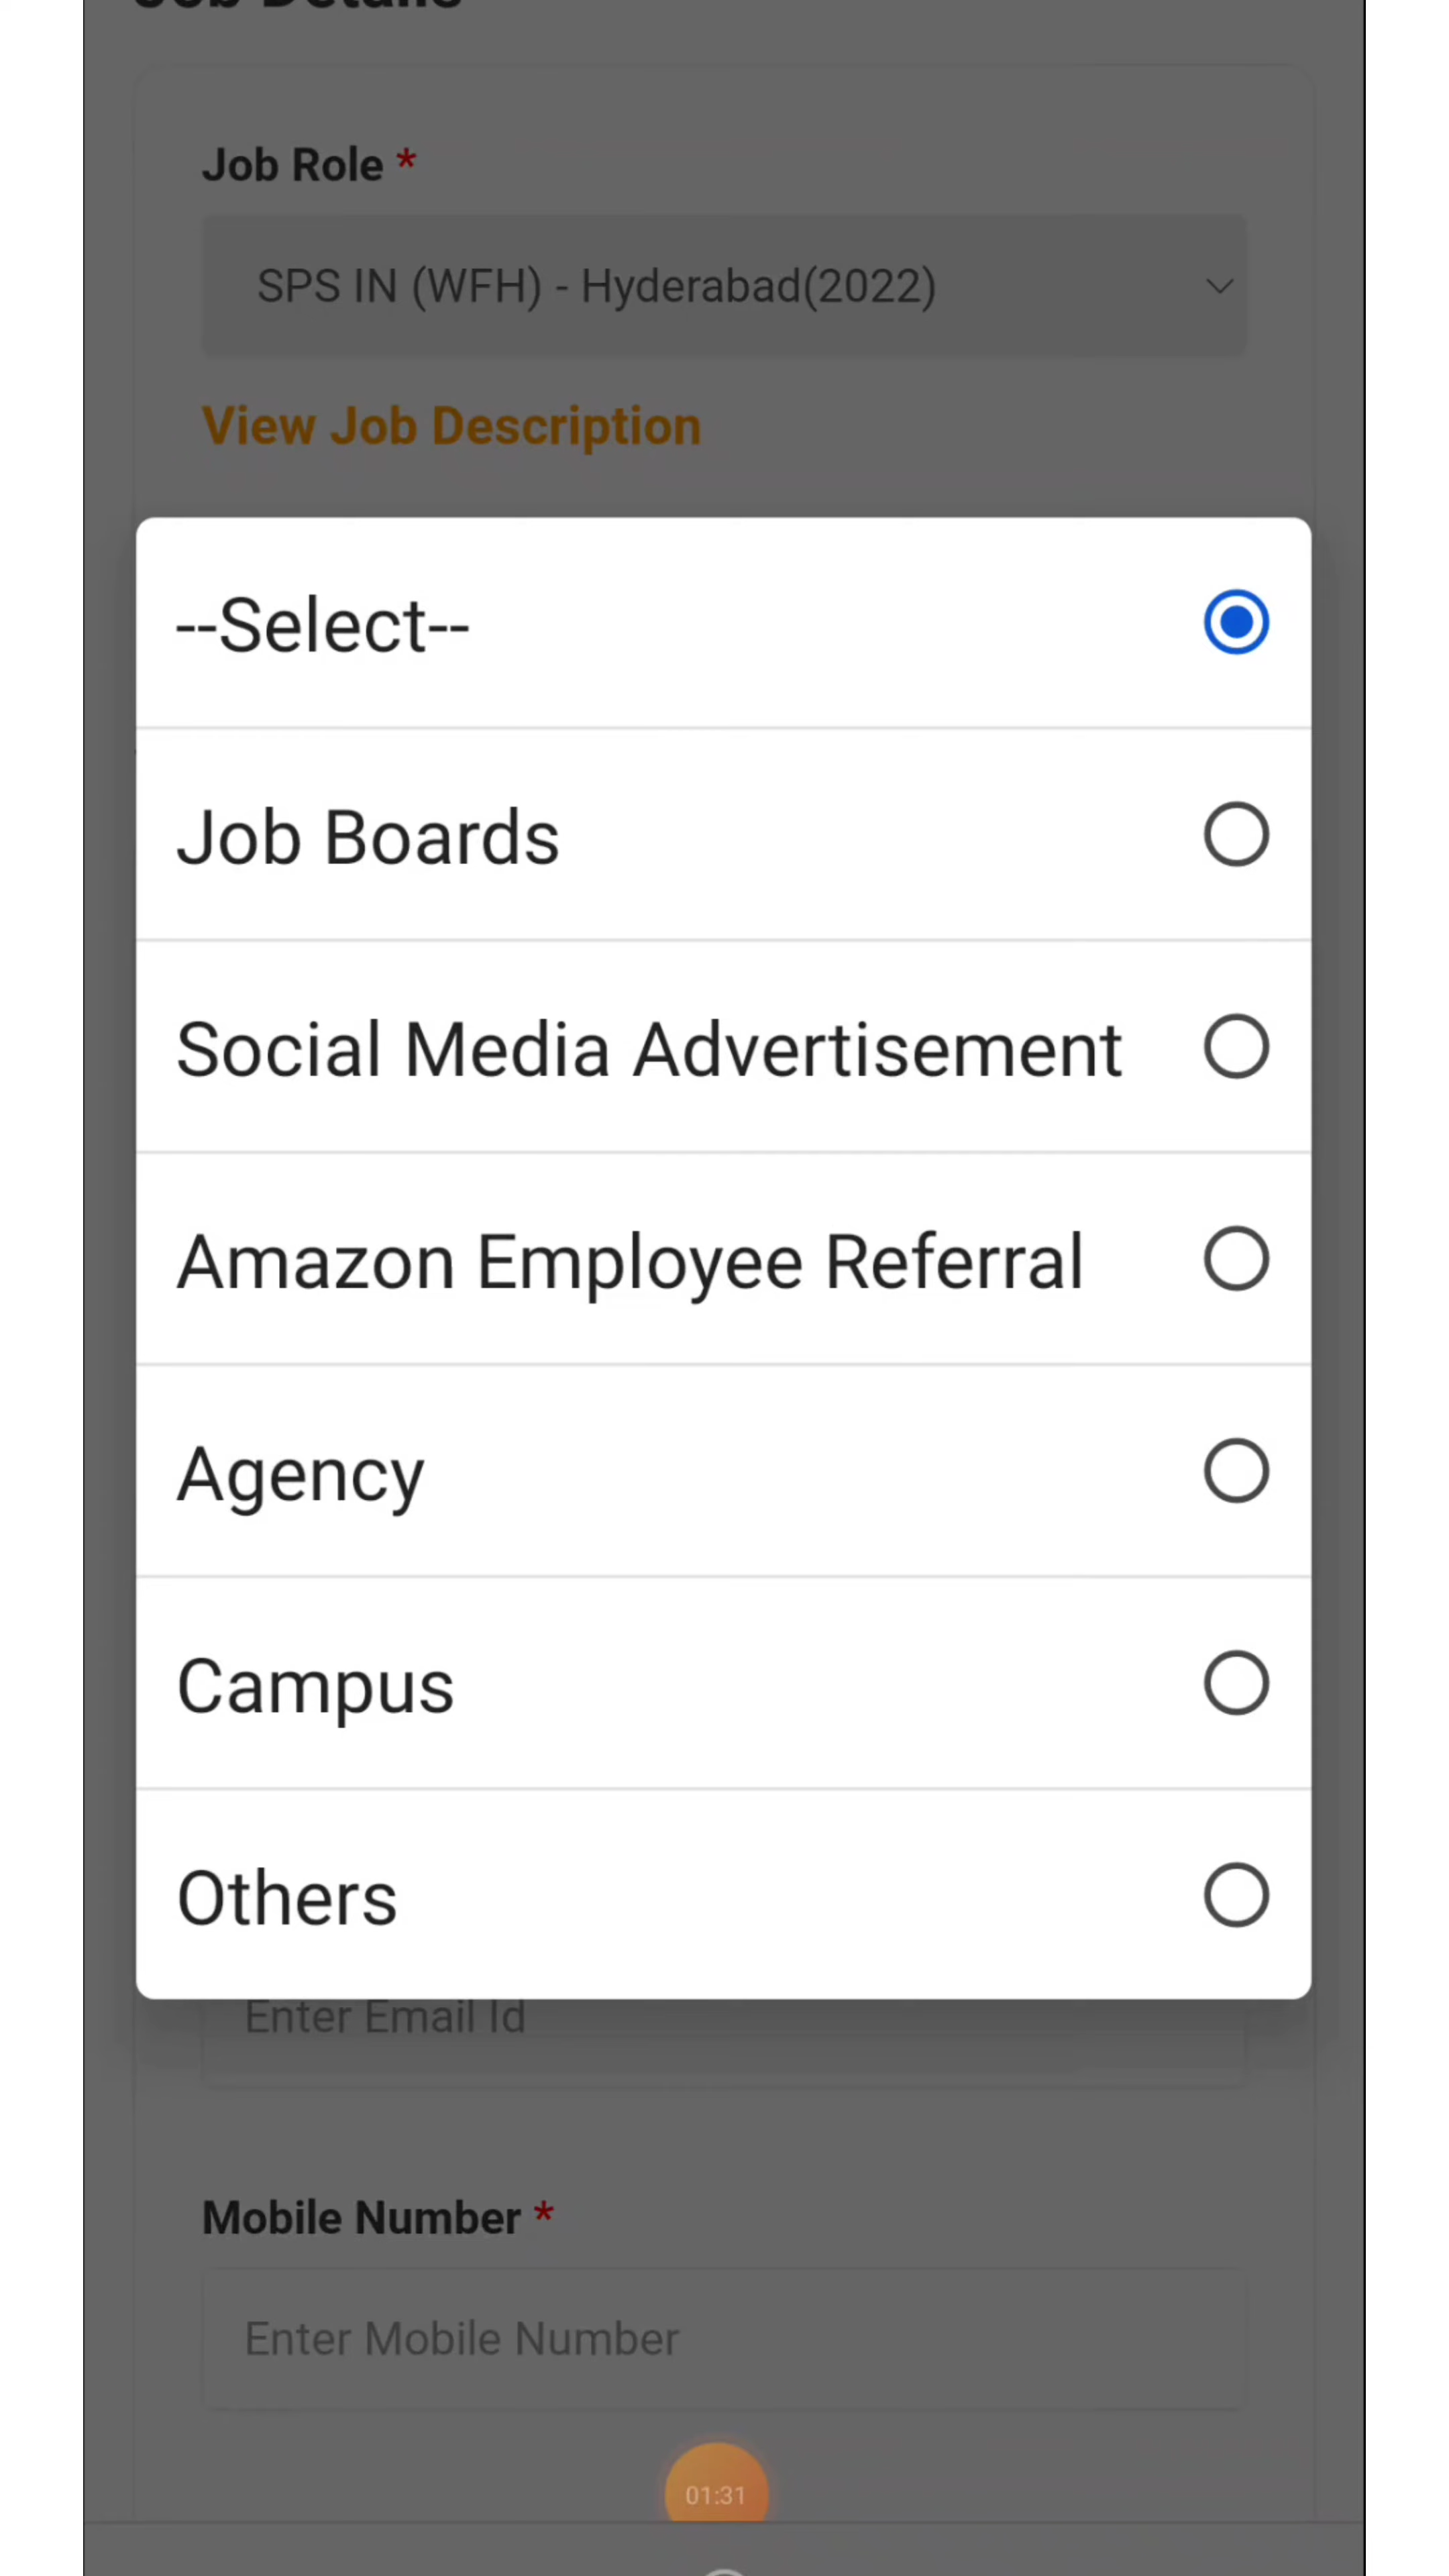 Job Details
Job Role *
SPS IN (WFH) - Hyderabad(2022)
View Job Description
--Select--
Job Boards
Social Media Advertisement
Amazon Employee Referral
Agency
Campus
Others
Enter Email Id
Mobile Number *
Enter Mobile Number
01:31